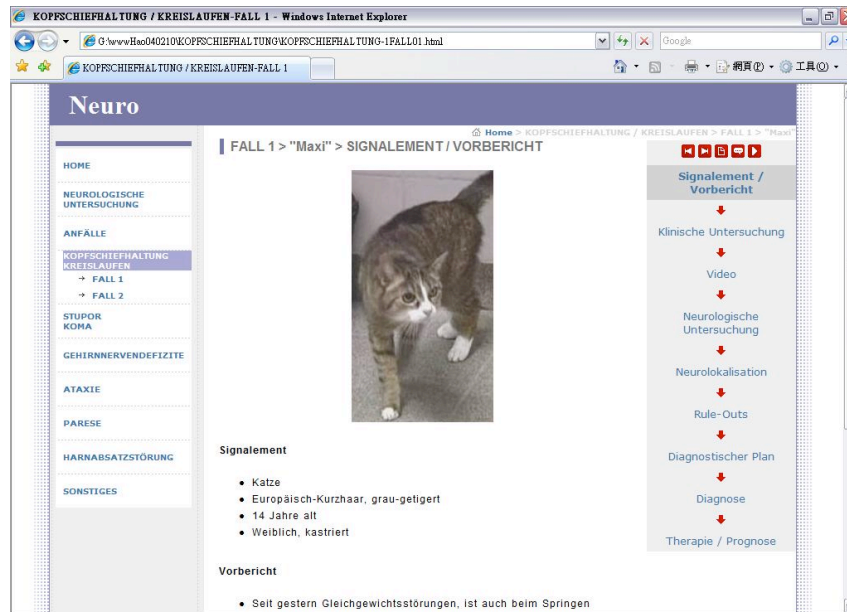 KOPFSCHIEFHALTUNG / KREISLAUFEN-FALL 1 - Windows Internet Explorer
G:\wwwHao040210\KOPFSCHIEFHALTUNG\KOPFSCHIEFHALTUNG-1FALL01.html
Google
KOPFSCHIEFHALTUNG / KREISLAUFEN-FALL 1
網頁(P)
工具(O)
Neuro
Home > KOPFSCHIEFHALTUNG / KREISLAUFEN > FALL 1 > "Maxi"
FALL 1 > "Maxi" > SIGNALEMENT / VORBERICHT
HOME
NEUROLOGISCHE
UNTERSUCHUNG
ANFÄLLE
KOPFSCHIEFHALTUNG
KREISLAUFEN
→ FALL 1
→ FALL 2
STUPOR
KOMA
GEHIRNNERVENDEFIZITE
ATAXIE
PARESE
HARNABSATZSTÖRUNG
SONSTIGES
Signalement
• Katze
• Europäisch-Kurzhaar, grau-getigert
• 14 Jahre alt
• Weiblich, kastriert
Vorbericht
• Seit gestern Gleichgewichtsstörungen, ist auch beim Springen
Signalement /
Vorbericht
Klinische Untersuchung
Video
Neurologische
Untersuchung
Neurolokalisation
Rule-Outs
Diagnostischer Plan
Diagnose
Therapie / Prognose